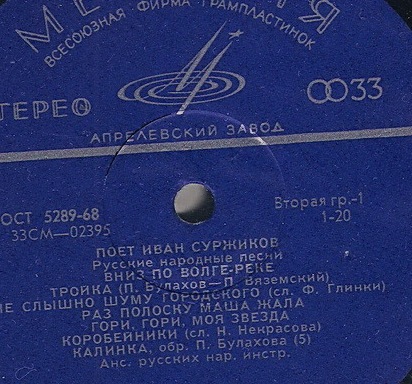 ВСЕСОЮЗНАЯ ФИРМА ГРАМПЛАСТИНОК
ТЕРЕО
33
АПРЕЛЕВСКИЙ ЗАВОД
ОСТ 5289-68
33СМ—02395
Вторая гр.-1
1-20
ПОЕТ ИВАН СУРЖИКОВ
Русские народные песни
ВНИЗ ПО ВОЛГЕ-РЕКЕ
ТРОЙКА (П. Булахов—П. Вяземский)
НЕ СЛЫШНО ШУМУ ГОРОДСКОГО (сл. Ф. Глинки)
РАЗ ПОЛОСКУ МАША ЖАЛА
ГОРИ, ГОРИ, МОЯ ЗВЕЗДА
КОРОБЕЙНИКИ (сл. Н. Некрасова)
КАЛИНКА, обр. П. Булахова (5)
Анс. русских нар. инстр.